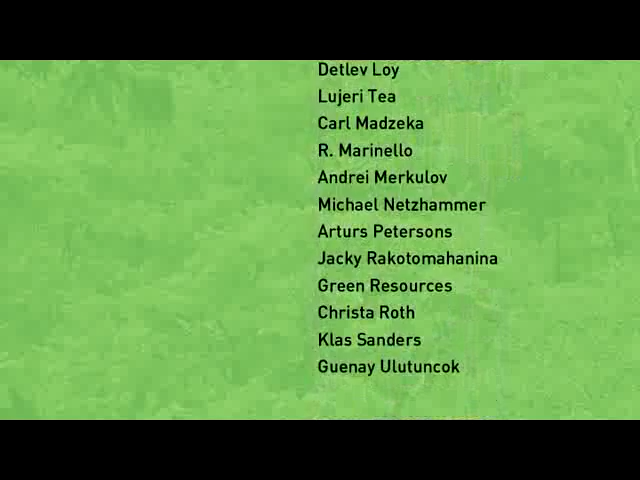 Detlev Loy
Lujeri Tea
Carl Madzeka
R. Marinello
Andrei Merkulov
Michael Netzhammer
Arturs Petersons
Jacky Rakotomahanina
Green Resources
Christa Roth
Klas Sanders
Guenay Ulutuncok